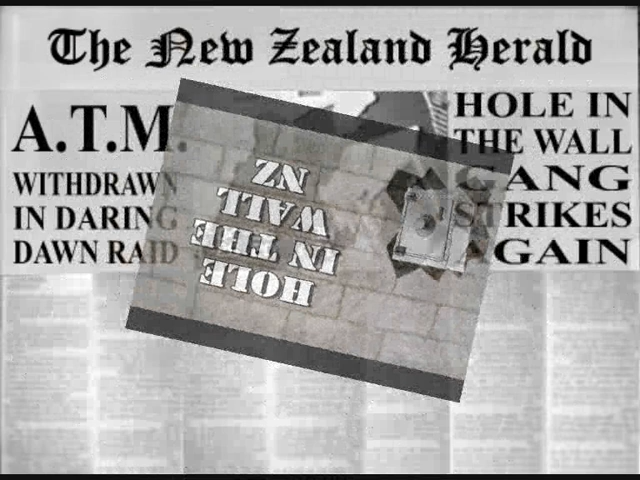 The New Zealand Herald
A.T.M.
WITHDRAWN
IN DARING
DAWN RAID
HOLE IN
THE WALL
GANG
STRIKES
AGAIN
HOLE
IN THE
WALL
NZ